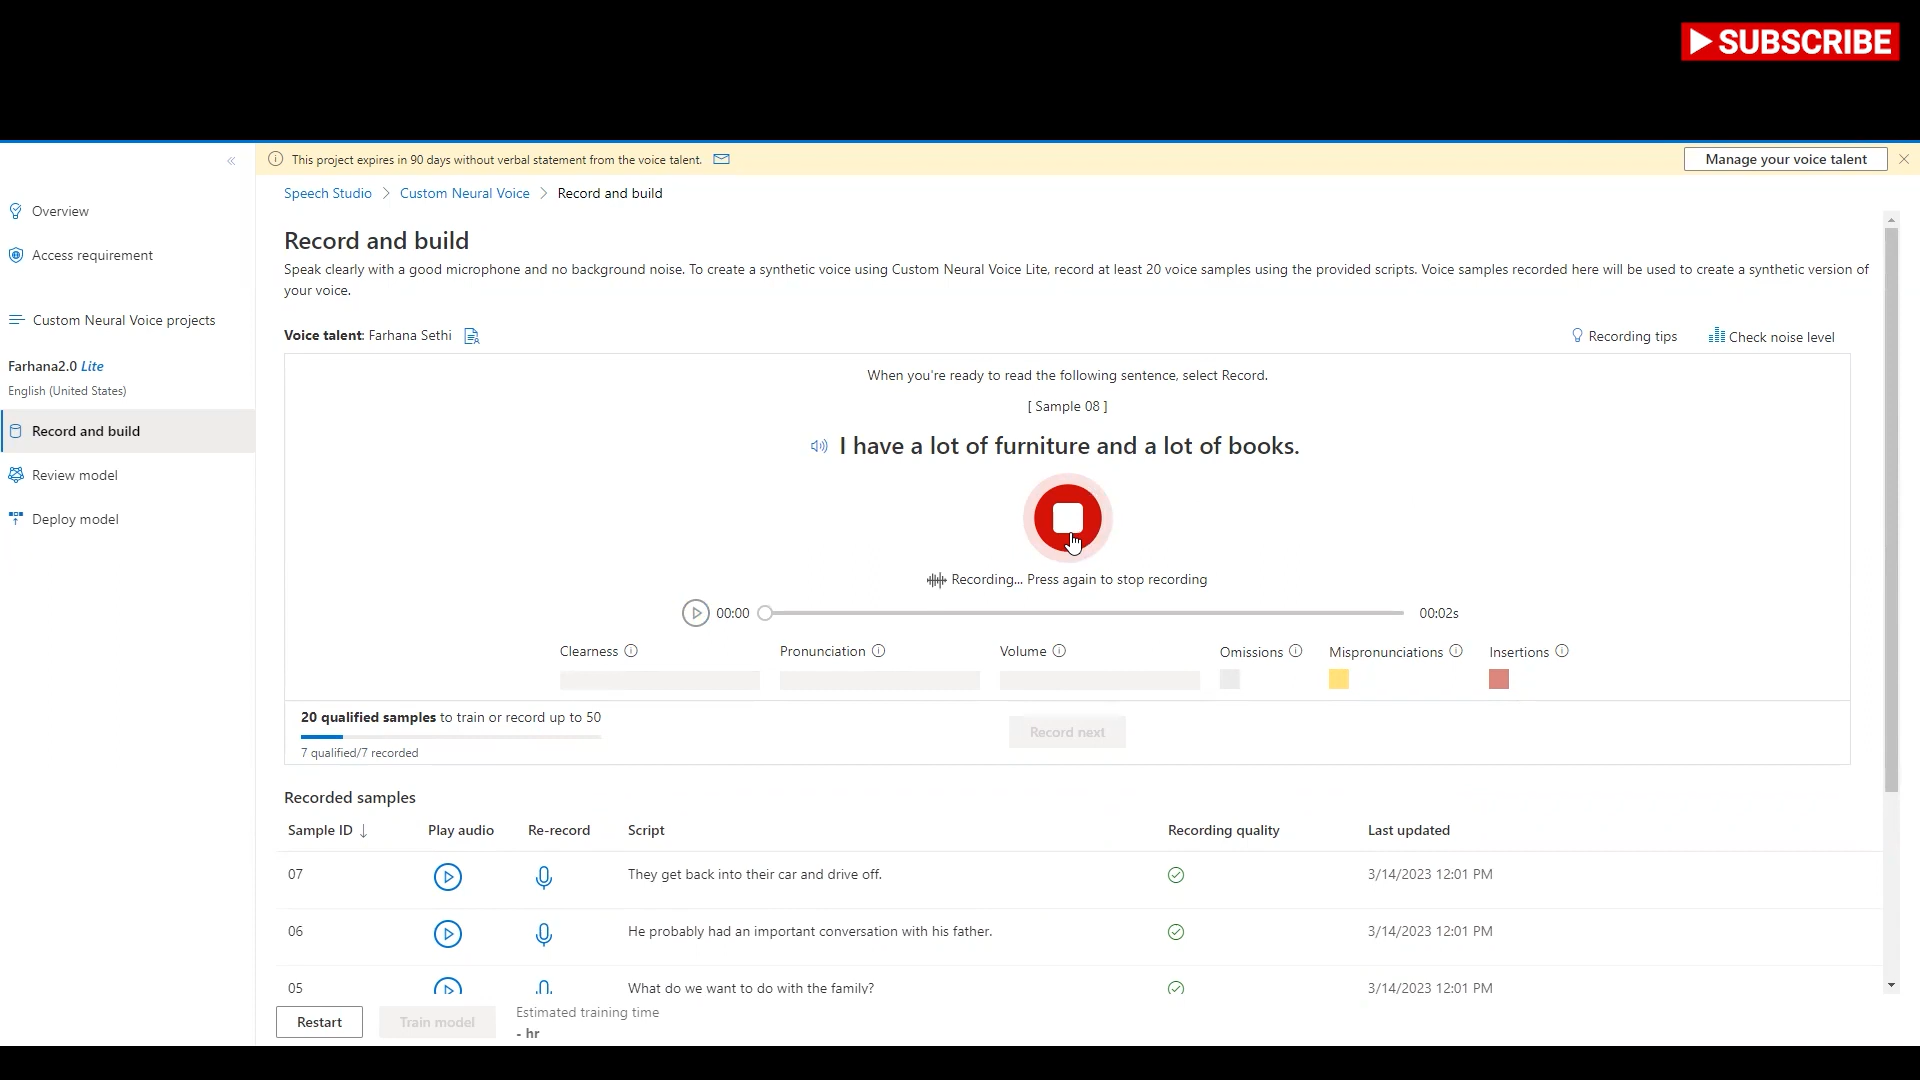 SUBSCRIBE
This project expires in 90 days without verbal statement from the voice talent.
Manage your voice talent
Speech Studio > Custom Neural Voice > Record and build
Overview
Access requirement
Custom Neural Voice projects
Farhana2.0 Lite
English (United States)
Record and build
Review model
Deploy model
Record and build
Speak clearly with a good microphone and no background noise. To create a synthetic voice using Custom Neural Voice Lite, record at least 20 voice samples using the provided scripts. Voice samples recorded here will be used to create a synthetic version of
your voice.
Voice talent: Farhana Sethi
Recording tips
Check noise level
When you're ready to read the following sentence, select Record.
[ Sample 08 ]
I have a lot of furniture and a lot of books.
Recording... Press again to stop recording
00:00
00:02s
Clearness
Pronunciation
Volume
Omissions
Mispronunciations
Insertions
20 qualified samples to train or record up to 50
7 qualified/7 recorded
Record next
Recorded samples
Sample ID ↓ Play audio Re-record Script Recording quality Last updated
07 They get back into their car and drive off. 3/14/2023 12:01 PM
06 He probably had an important conversation with his father. 3/14/2023 12:01 PM
05 What do we want to do with the family? 3/14/2023 12:01 PM
Restart
Train model
Estimated training time
- hr